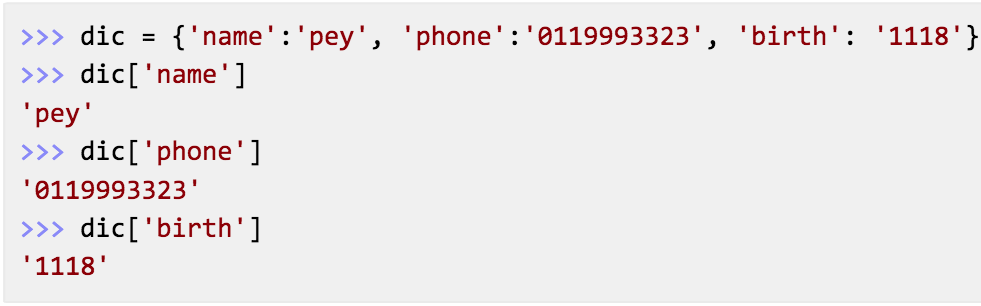 >>> dic = {'name':'pey', 'phone':'0119993323', 'birth': '1118'}
>>> dic['name']
'pey'
>>> dic['phone']
'0119993323'
>>> dic['birth']
'1118'